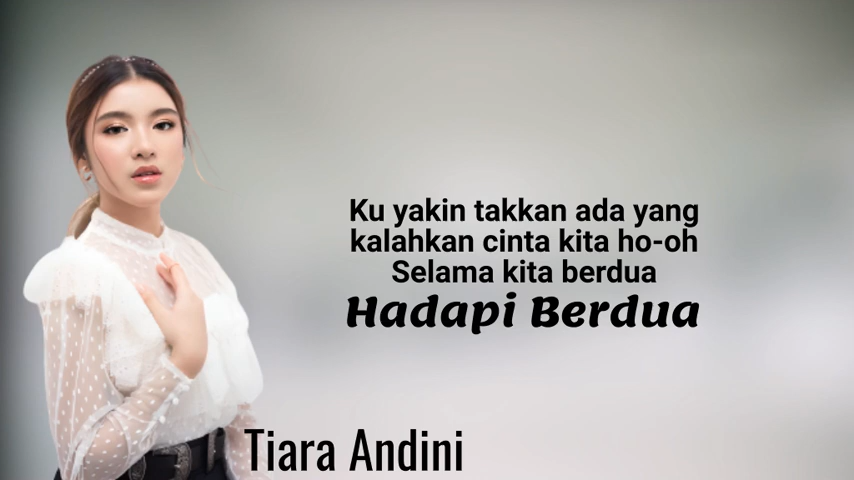 Ku yakin takkan ada yang
kalahkan cinta kita ho-oh
Selama kita berdua
Hadapi Berdua
Tiara Andini